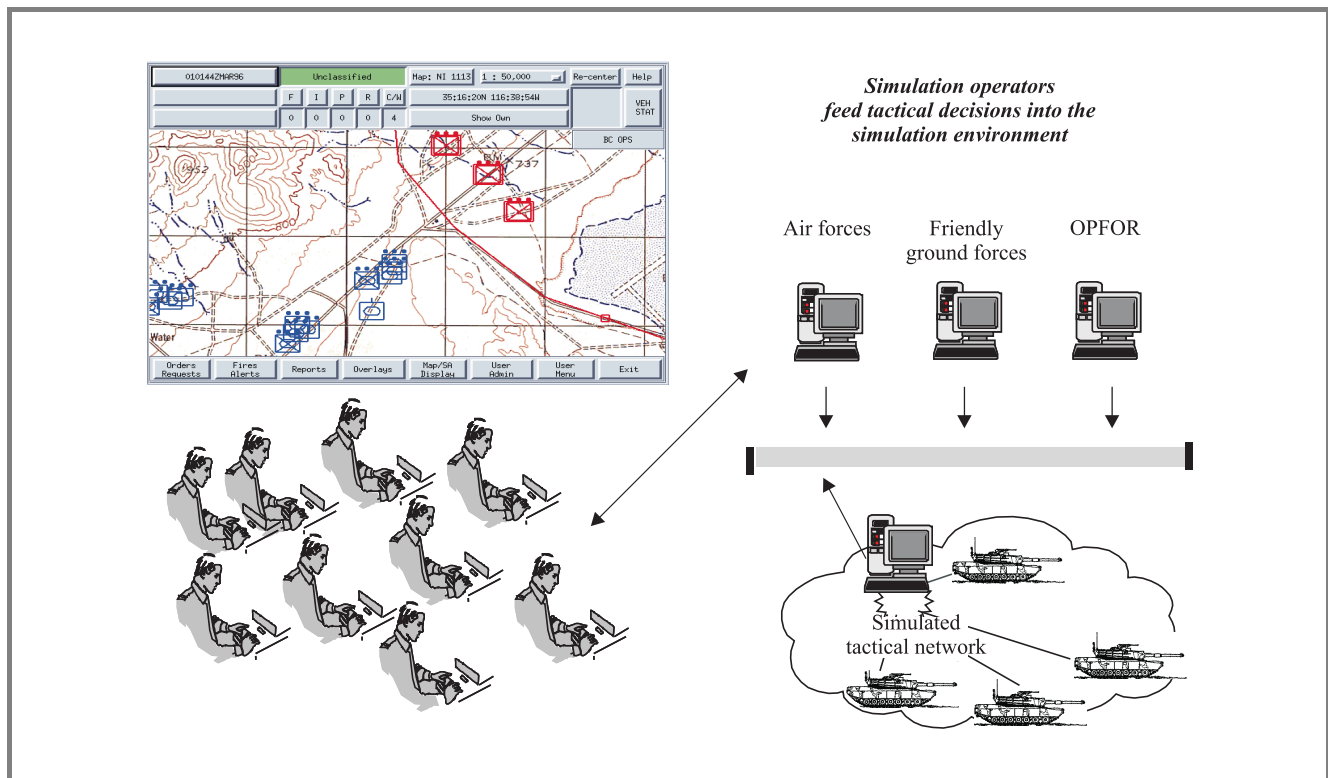 010144ZMAR96
Unclassified
Map: NI 1113
1 : 50,000
Re-center
Help
F I P R C/W
35:16:20N 116:38:54W
VEH
STAT
0 0 0 0 4
Show Own
BC OPS
952
737
800
Water
Orders
Requests
Fires
Alerts
Reports
Overlays
Map/SA
Display
User
Admin
User
Menu
Exit
Simulation operators
feed tactical decisions into the
simulation environment
Air forces
Friendly
ground forces
OPFOR
Simulated
tactical network